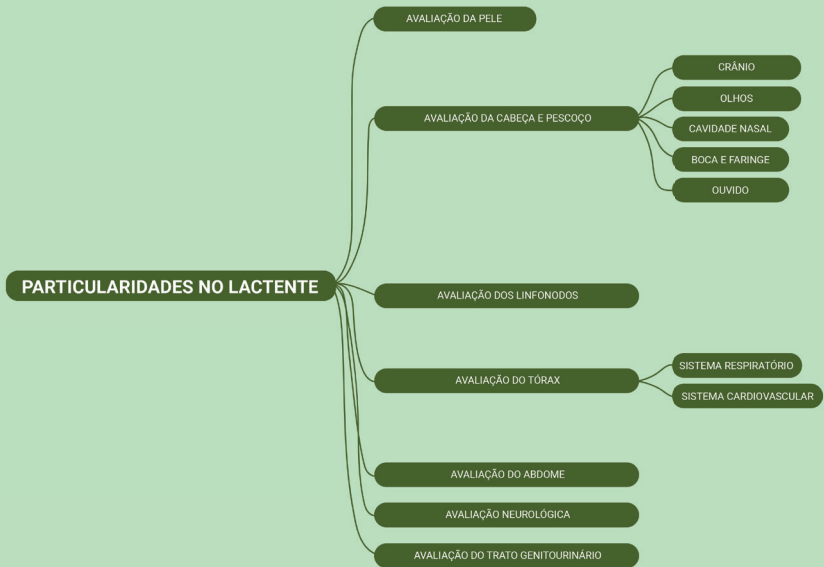 PARTICULARIDADES NO LACTENTE
AVALIAÇÃO DA PELE
AVALIAÇÃO DA CABEÇA E PESCOÇO
CRÂNIO
OLHOS
CAVIDADE NASAL
BOCA E FARINGE
OUVIDO
AVALIAÇÃO DOS LINFONODOS
AVALIAÇÃO DO TÓRAX
SISTEMA RESPIRATÓRIO
SISTEMA CARDIOVASCULAR
AVALIAÇÃO DO ABDOME
AVALIAÇÃO NEUROLÓGICA
AVALIAÇÃO DO TRATO GENITOURINÁRIO